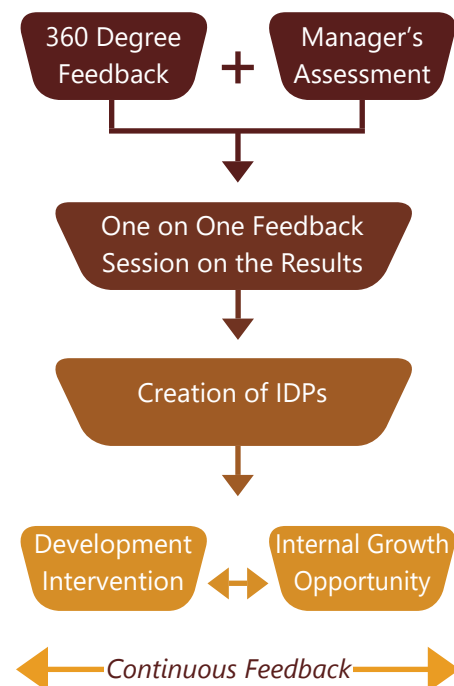 360 Degree
Feedback
+
Manager’s
Assessment
One on One Feedback
Session on the Results
Creation of IDPs
Development
Intervention
Internal Growth
Opportunity
Continuous Feedback